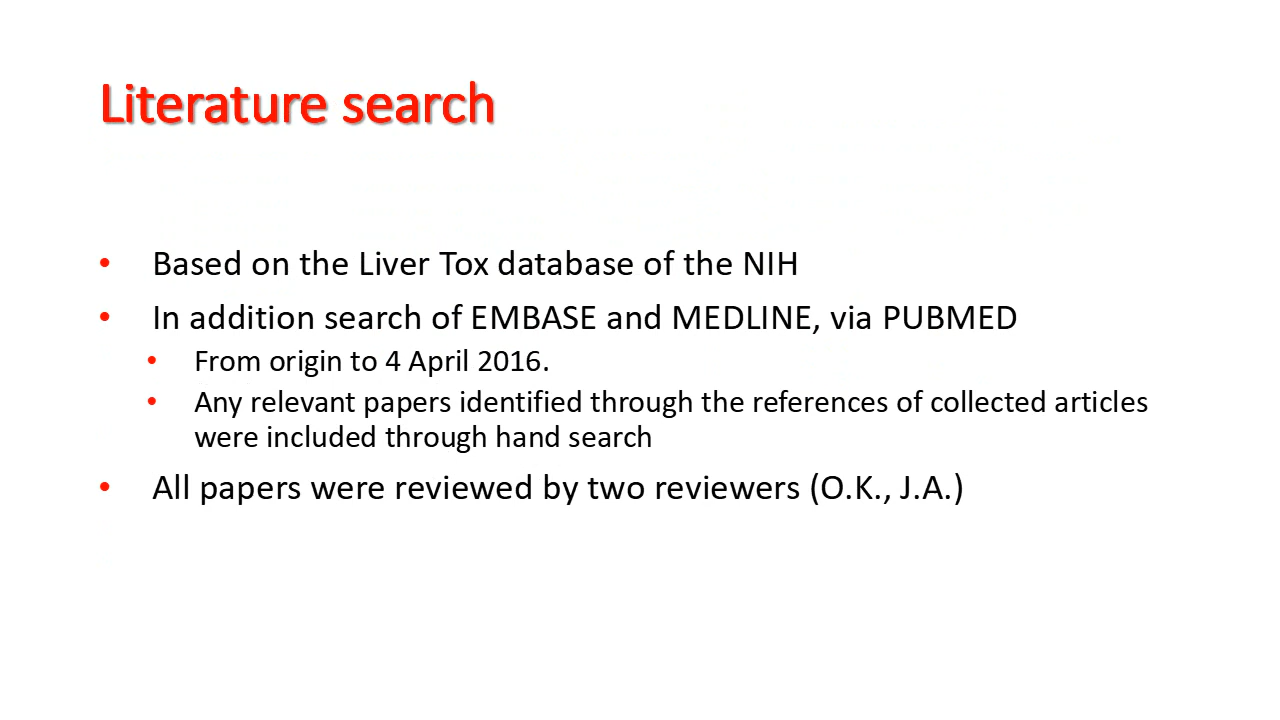 Literature search
• Based on the Liver Tox database of the NIH
• In addition search of EMBASE and MEDLINE, via PUBMED
• From origin to 4 April 2016.
• Any relevant papers identified through the references of collected articles
were included through hand search
• All papers were reviewed by two reviewers (O.K., J.A.)